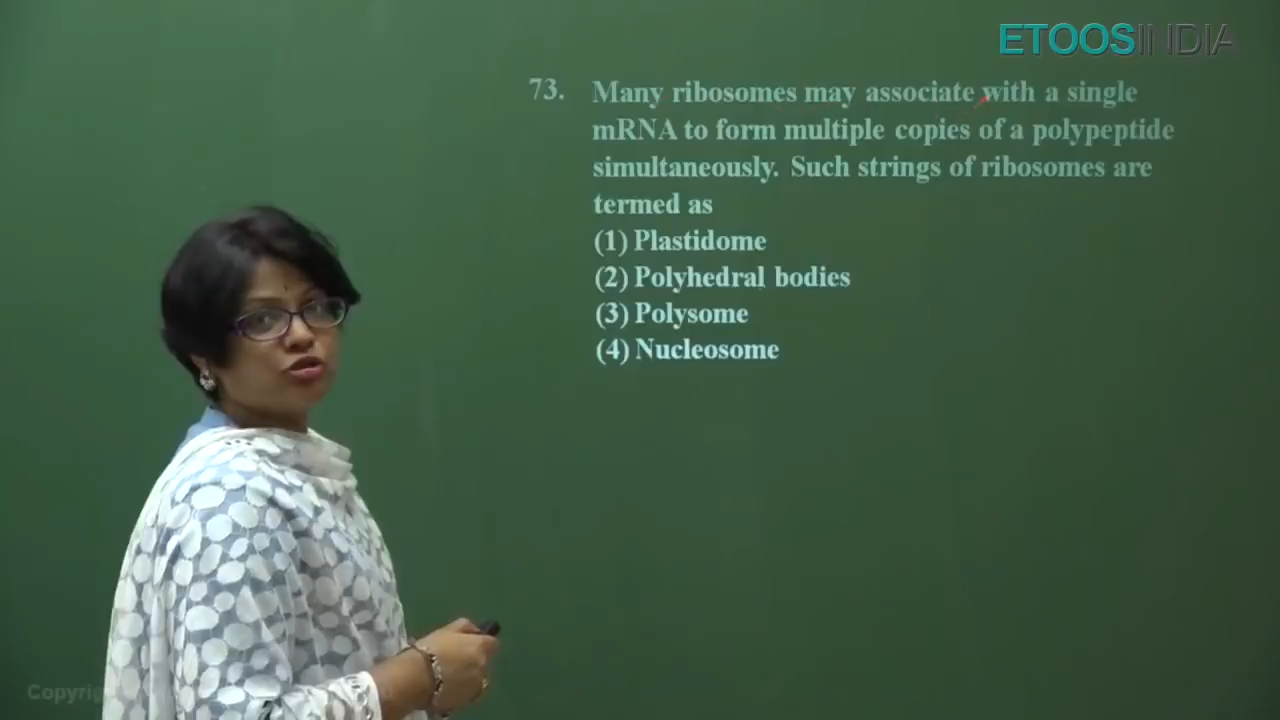 ETOOSINDIA
73. Many ribosomes may associate with a single
mRNA to form multiple copies of a polypeptide
simultaneously. Such strings of ribosomes are
termed as
(1) Plastidome
(2) Polyhedral bodies
(3) Polysome
(4) Nucleosome